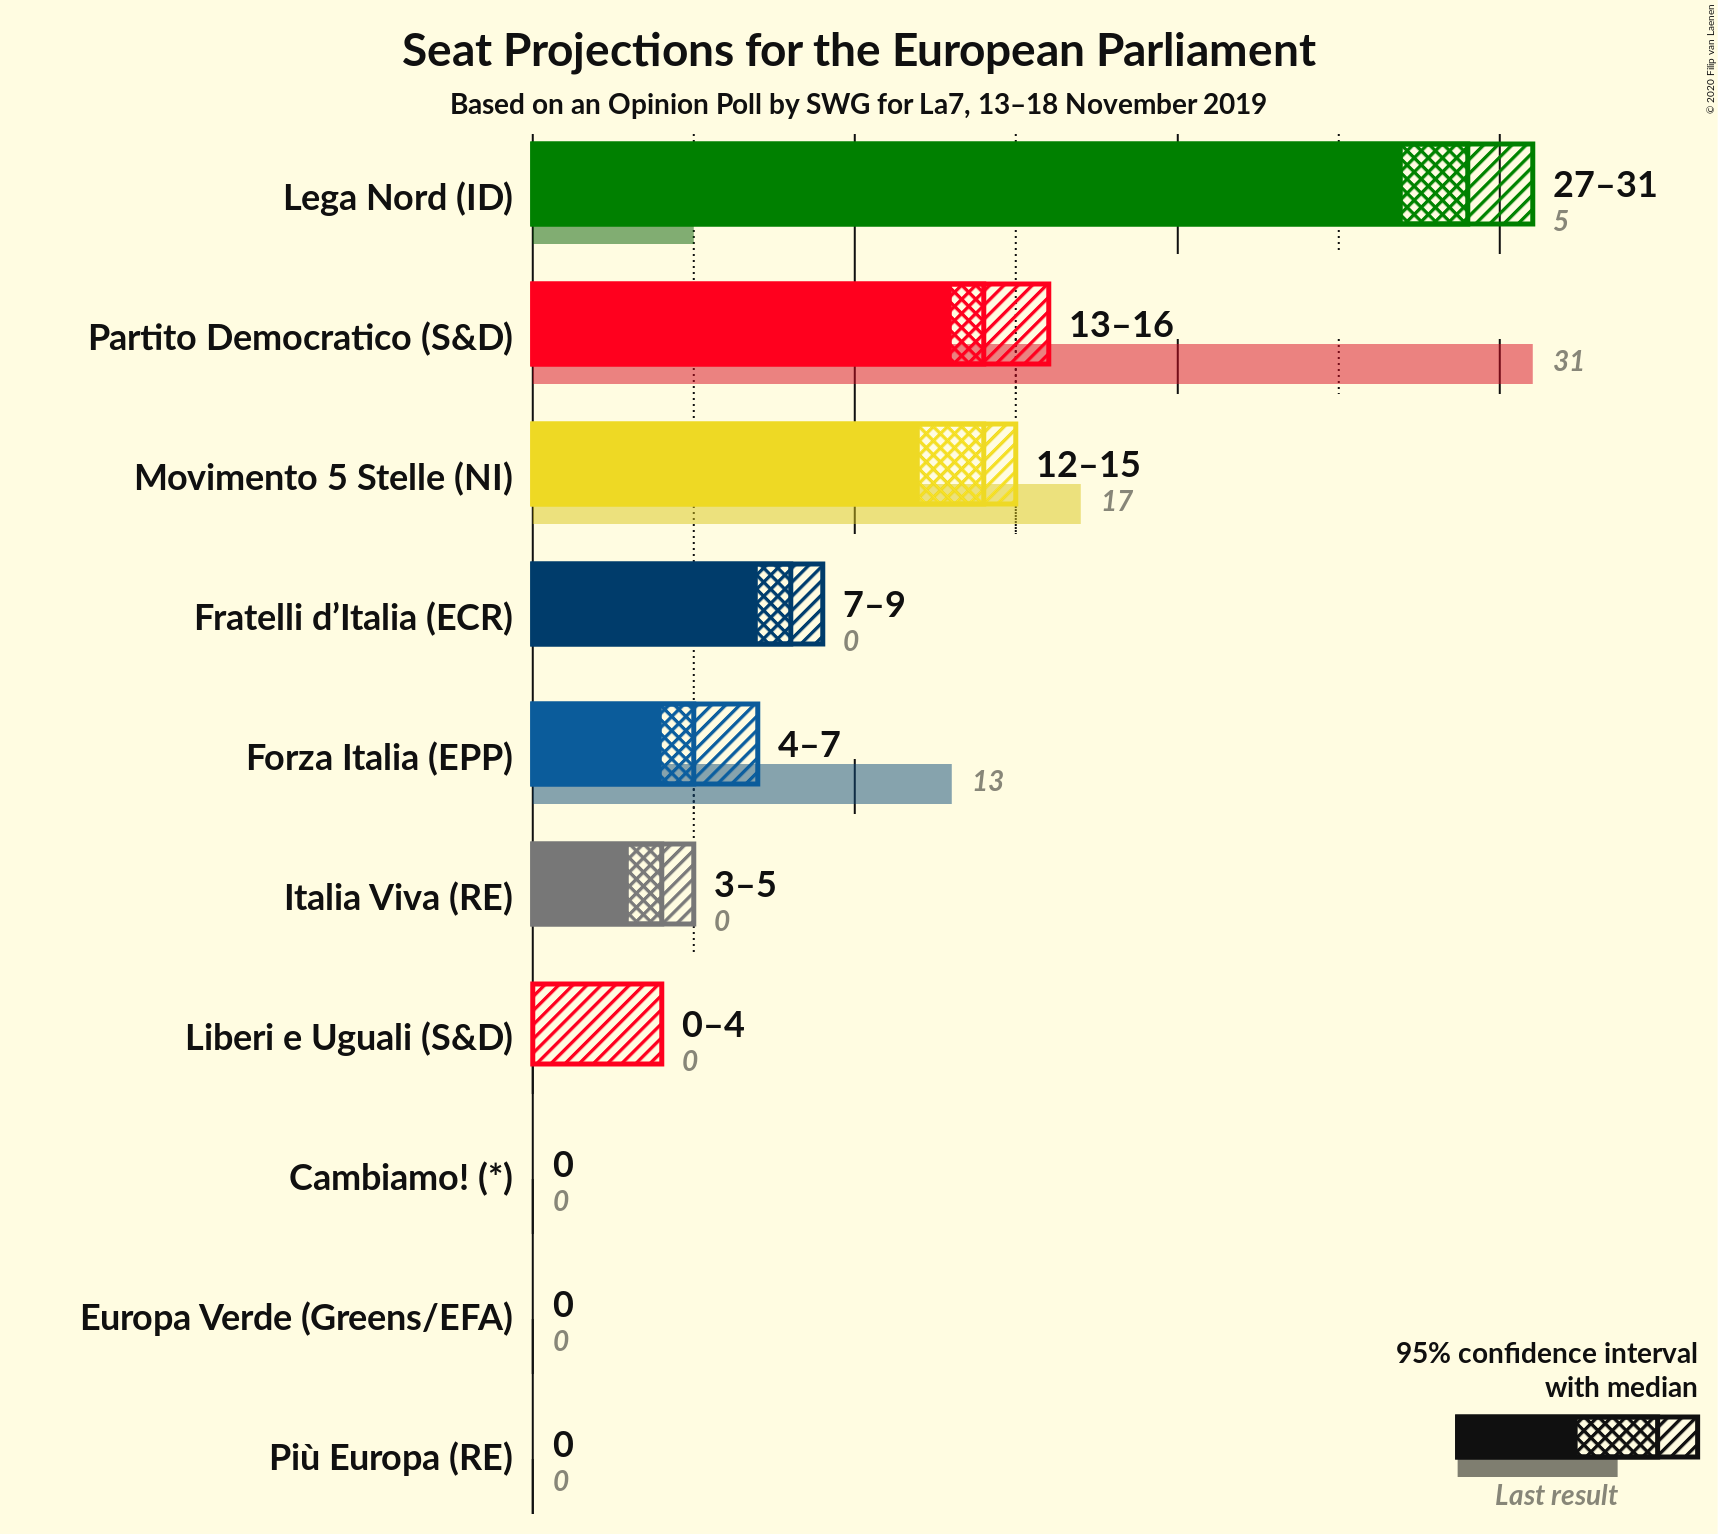 Seat Projections for the European Parliament
Based on an Opinion Poll by SWG for La7, 13–18 November 2019
© 2020 Filip van Laenen
Lega Nord (ID)
27–31
5
Partito Democratico (S&D)
13–16
31
Movimento 5 Stelle (NI)
12–15
17
Fratelli d’Italia (ECR)
7–9
0
Forza Italia (EPP)
4–7
13
Italia Viva (RE)
3–5
0
Liberi e Uguali (S&D)
0–4
0
Cambiamo! (*)
0
0
Europa Verde (Greens/EFA)
0
0
Più Europa (RE)
0
0
95% confidence interval
with median
Last result